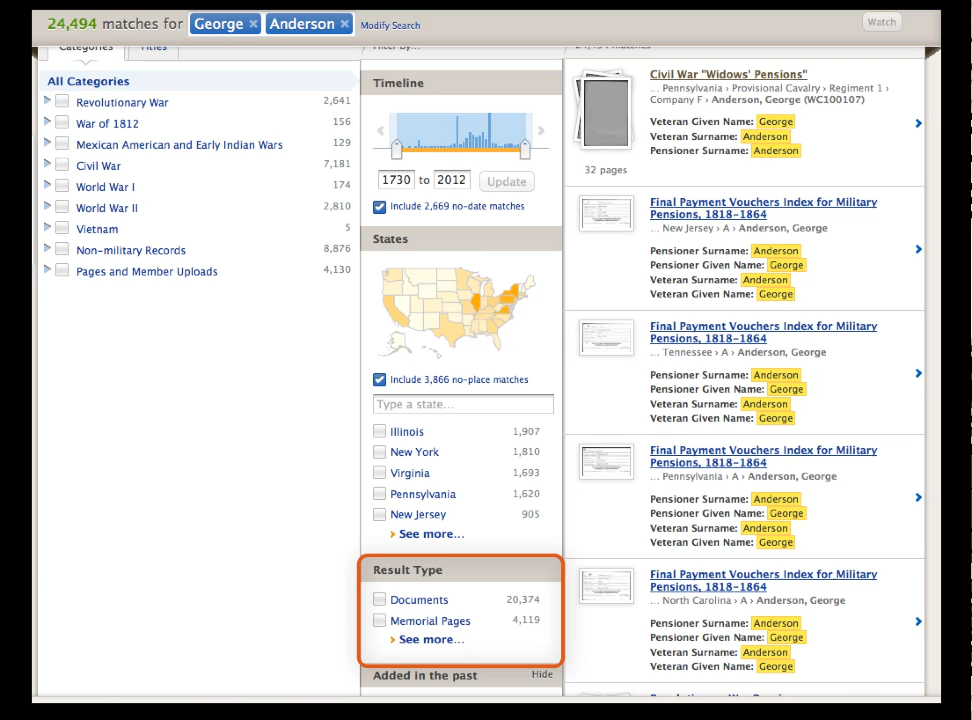 24,494 matches for George × Anderson × Modify Search
Watch
Categories Titles
All Categories
Revolutionary War 2,641
War of 1812 156
Mexican American and Early Indian Wars 129
Civil War 7,181
World War I 174
World War II 2,810
Vietnam 5
Non-military Records 8,876
Pages and Member Uploads 4,130
Filter By...
Timeline
1730 to 2012 Update
Include 2,669 no-date matches
States
Include 3,866 no-place matches
Type a state...
Illinois 1,907
New York 1,810
Virginia 1,693
Pennsylvania 1,620
New Jersey 905
› See more...
Result Type
Documents 20,374
Memorial Pages 4,119
› See more...
Added in the past Hide
Civil War "Widows' Pensions"
... Pennsylvania › Provisional Cavalry › Regiment 1 ›
Company F › Anderson, George (WC100107)
Veteran Given Name: George
Veteran Surname: Anderson
Pensioner Surname: Anderson
32 pages
Final Payment Vouchers Index for Military
Pensions, 1818-1864
... New Jersey › A › Anderson, George
Pensioner Surname: Anderson
Pensioner Given Name: George
Veteran Surname: Anderson
Veteran Given Name: George
Final Payment Vouchers Index for Military
Pensions, 1818-1864
... Tennessee › A › Anderson, George
Pensioner Surname: Anderson
Pensioner Given Name: George
Veteran Surname: Anderson
Veteran Given Name: George
Final Payment Vouchers Index for Military
Pensions, 1818-1864
... Pennsylvania › A › Anderson, George
Pensioner Surname: Anderson
Pensioner Given Name: George
Veteran Surname: Anderson
Veteran Given Name: George
Final Payment Vouchers Index for Military
Pensions, 1818-1864
... North Carolina › A › Anderson, George
Pensioner Surname: Anderson
Pensioner Given Name: George
Veteran Surname: Anderson
Veteran Given Name: George